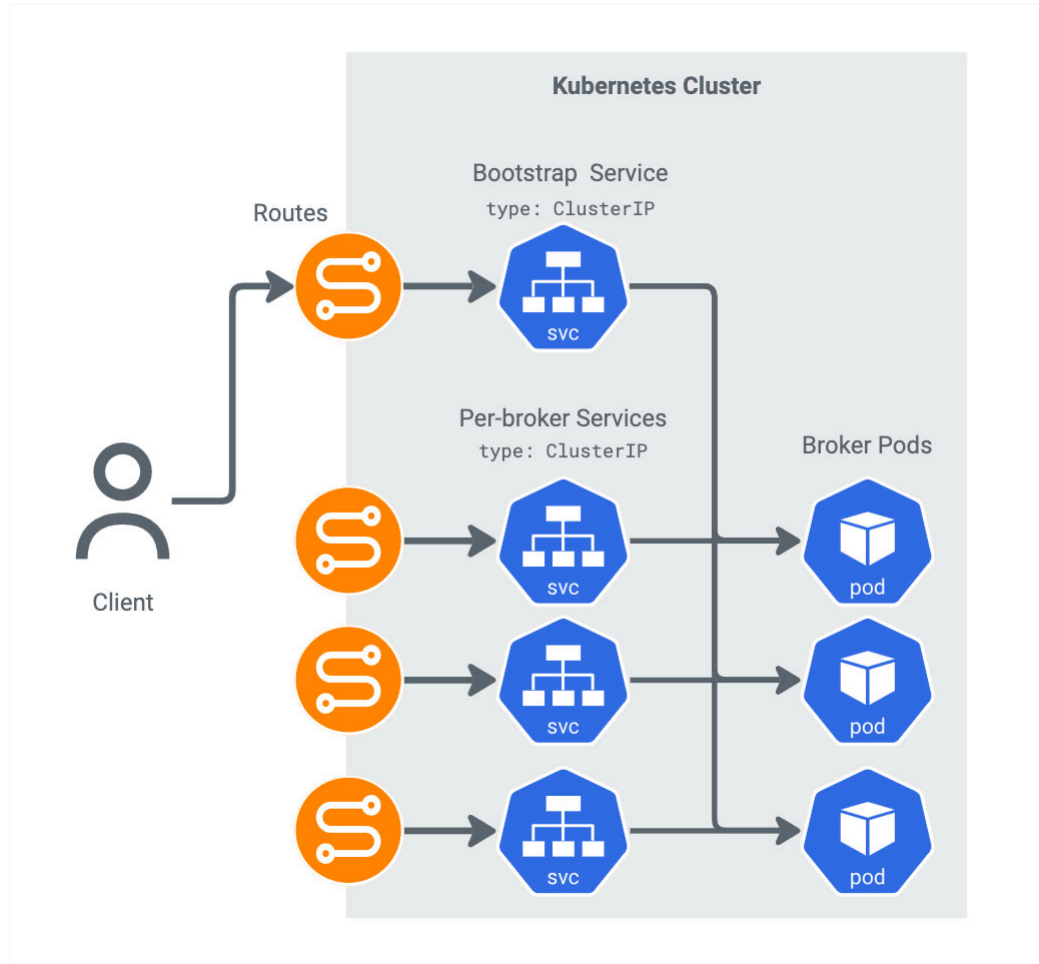 Kubernetes Cluster
Bootstrap Service
type: ClusterIP
Routes
svc
Per-broker Services
type: ClusterIP
Broker Pods
svc
pod
Client
svc
pod
svc
pod